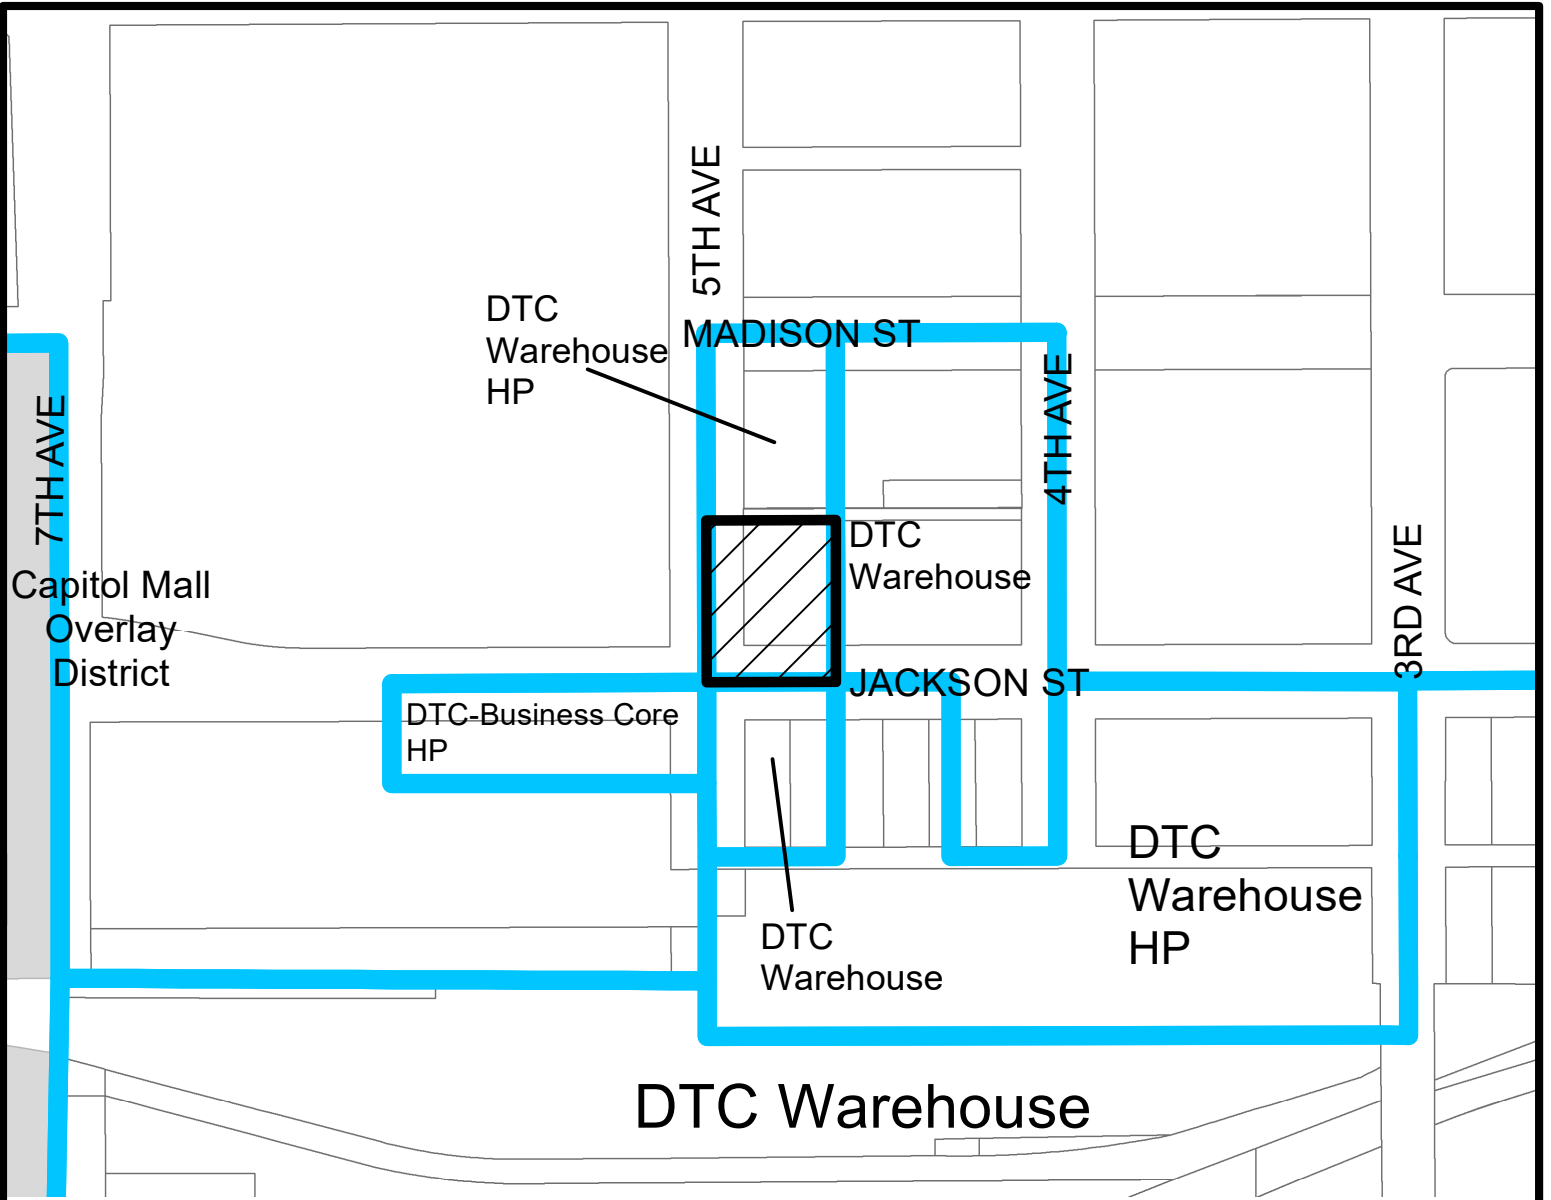 5TH AVE
DTC
Warehouse
HP
MADISON ST
4TH AVE
7TH AVE
DTC
Warehouse
3RD AVE
Capitol Mall
Overlay
District
JACKSON ST
DTC-Business Core
HP
DTC
Warehouse
HP
DTC
Warehouse
DTC Warehouse